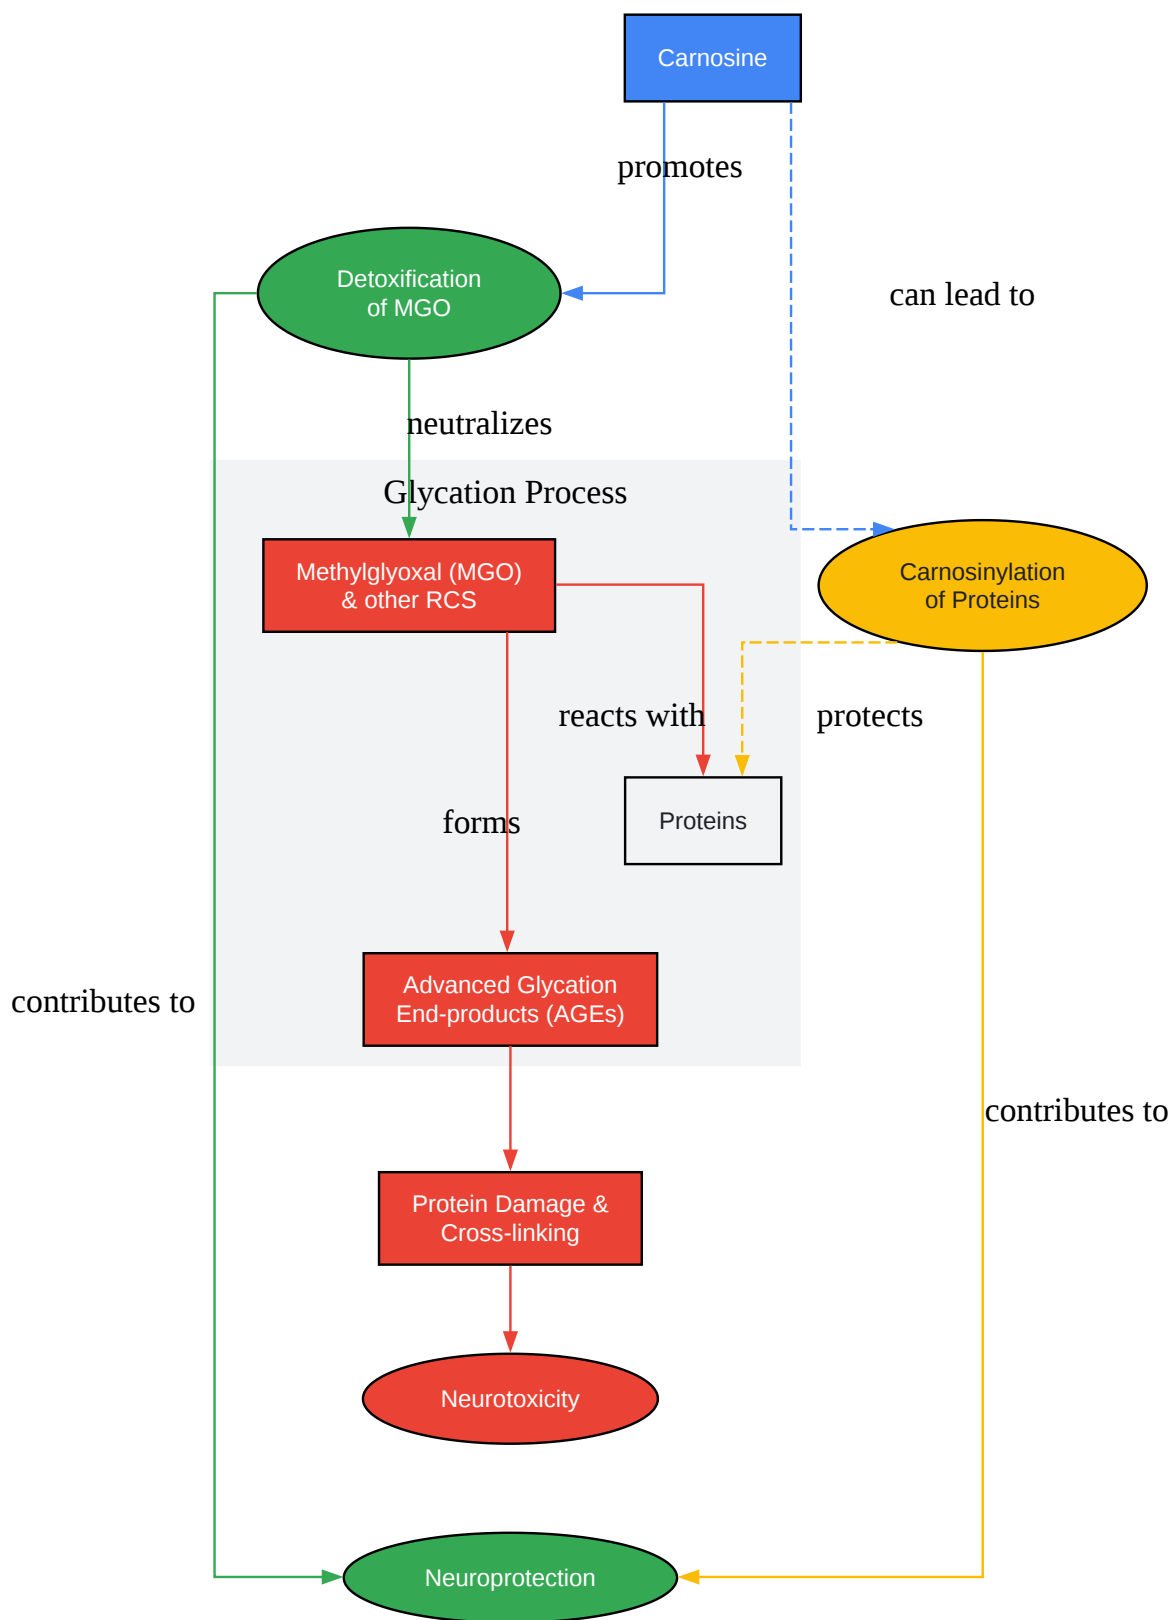 Carnosine
promotes
Detoxification
of MGO
can lead to
neutralizes
Glycation Process
Methylglyoxal (MGO)
& other RCS
Carnosinylation
of Proteins
reacts with
protects
forms
Proteins
Advanced Glycation
End-products (AGEs)
contributes to
contributes to
Protein Damage &
Cross-linking
Neurotoxicity
Neuroprotection